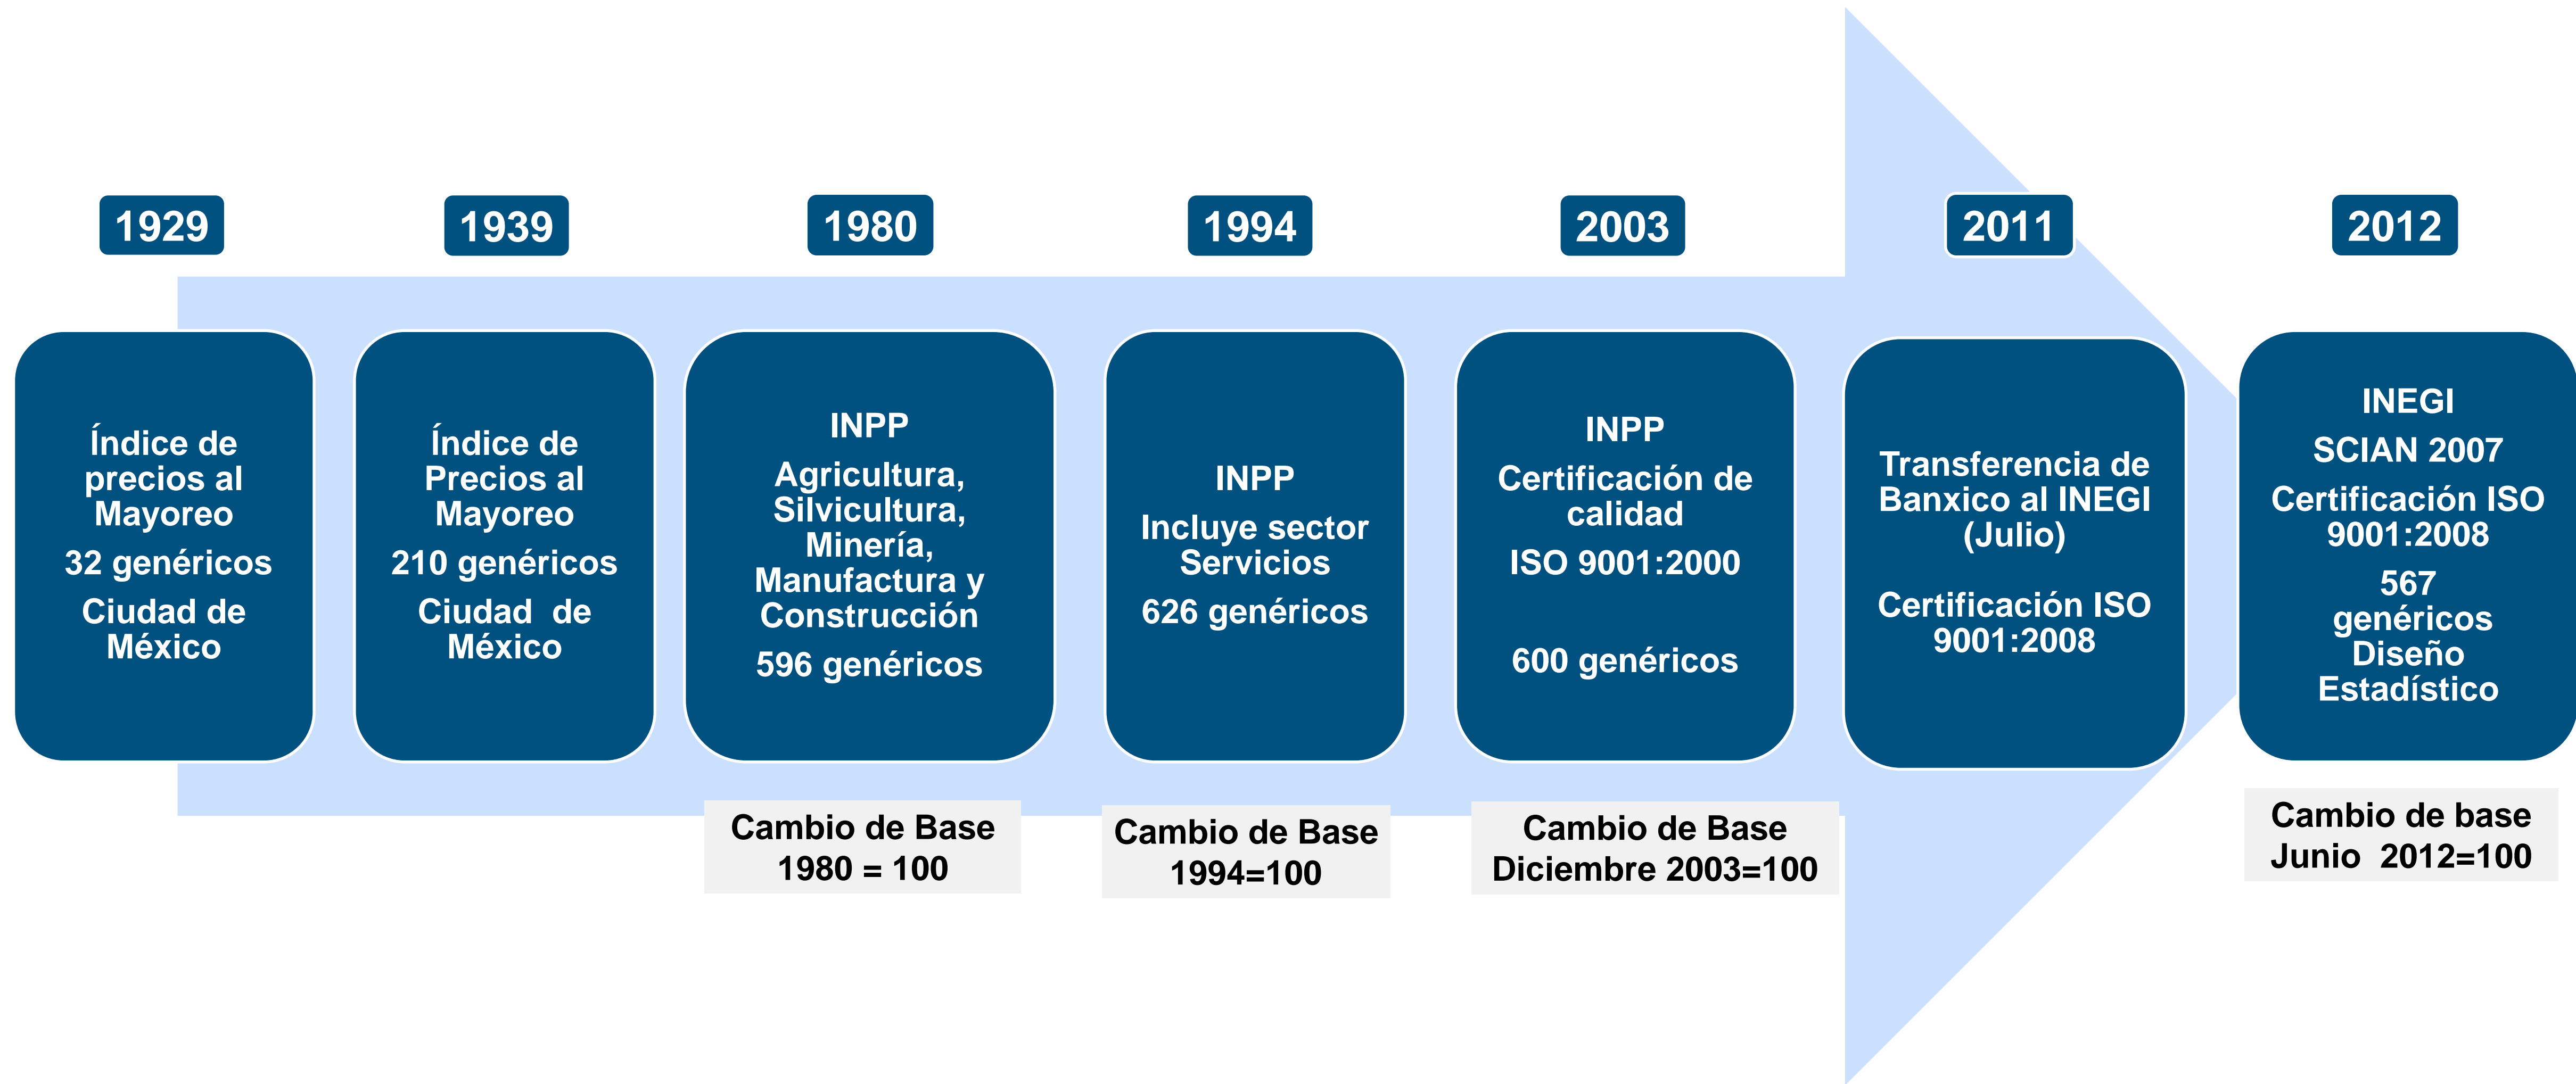 1929
1939
1980
1994
2003
2011
2012
Índice de
precios al
Mayoreo
32 genéricos
Ciudad de
México
Índice de
Precios al
Mayoreo
210 genéricos
Ciudad  de
México
INPP
Agricultura,
Silvicultura,
Minería,
Manufactura y
Construcción
596 genéricos
INPP
Incluye sector
Servicios
626 genéricos
INPP
Certificación de
calidad
ISO 9001:2000
600 genéricos
Transferencia de
Banxico al INEGI
(Julio)
Certificación ISO
9001:2008
INEGI
SCIAN 2007
Certificación ISO
9001:2008
567
genéricos
Diseño
Estadístico
Cambio de Base
1980 = 100
Cambio de Base
1994=100
Cambio de Base
Diciembre 2003=100
Cambio de base
Junio  2012=100